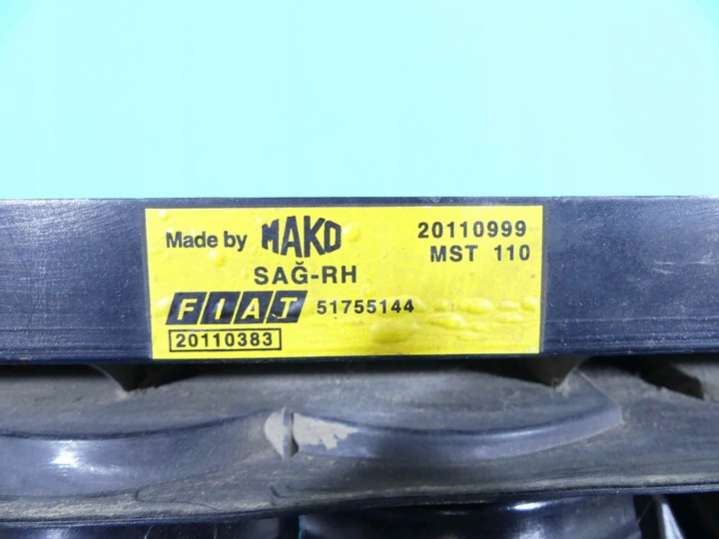 Made by MAKO 20110999
MST 110
SAĞ-RH
FIAT 51755144
20110383